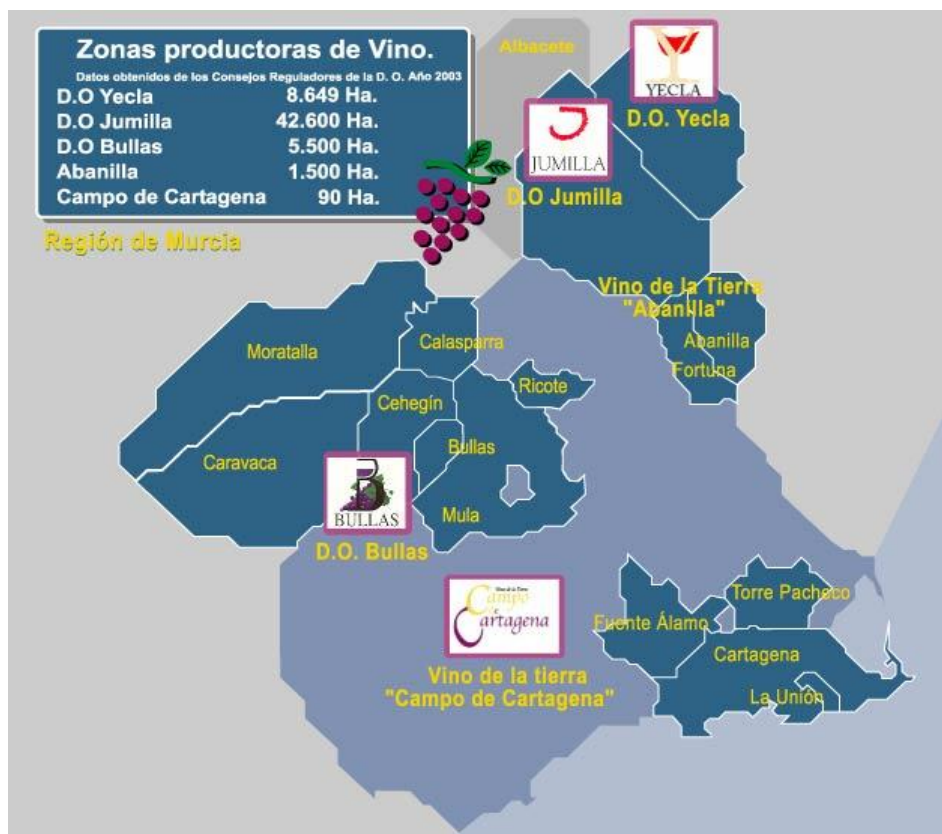 Zonas productoras de Vino.
Datos obtenidos de los Consejos Reguladores de la D. O. Año 2003
D.O Yecla 8.649 Ha.
D.O Jumilla 42.600 Ha.
D.O Bullas 5.500 Ha.
Abanilla 1.500 Ha.
Campo de Cartagena 90 Ha.
Región de Murcia
Albacete
YECLA
D.O. Yecla
JUMILLA
D.O Jumilla
Vino de la Tierra
"Abanilla"
Abanilla
Fortuna
Moratalla
Calasparra
Ricote
Cehegín
Caravaca
Bullas
Mula
BULLAS
D.O. Bullas
Campo
Cartagena
Vino de la tierra
"Campo de Cartagena"
Torre Pacheco
Fuente Álamo
Cartagena
La Unión